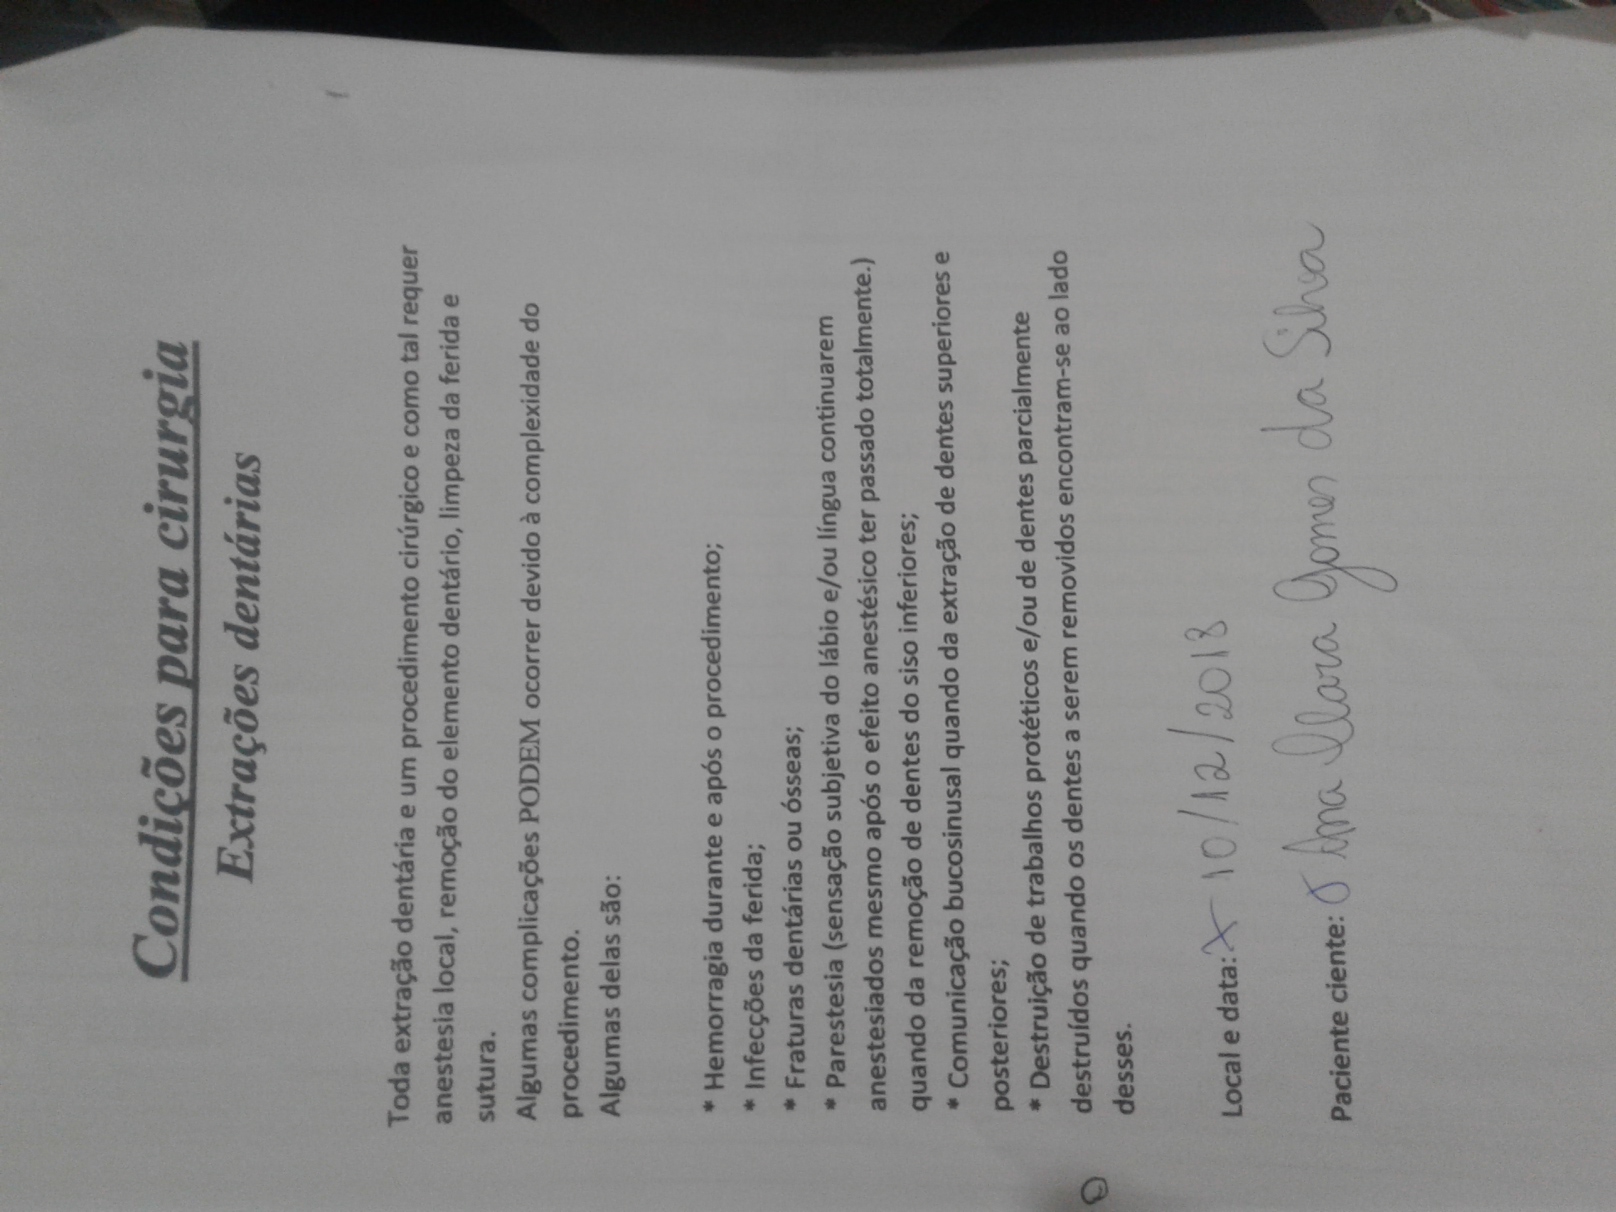 Condições para cirurgia
Extrações dentárias
Toda extração dentária e um procedimento cirúrgico e como tal requer
anestesia local, remoção do elemento dentário, limpeza da ferida e
sutura.
Algumas complicações PODEM ocorrer devido à complexidade do
procedimento.
Algumas delas são:
* Hemorragia durante e após o procedimento;
* Infecções da ferida;
* Fraturas dentárias ou ósseas;
* Parestesia (sensação subjetiva do lábio e/ou língua continuarem
anestesiados mesmo após o efeito anestésico ter passado totalmente.)
quando da remoção de dentes do siso inferiores;
* Comunicação bucosinusal quando da extração de dentes superiores e
posteriores;
* Destruição de trabalhos protéticos e/ou de dentes parcialmente
destruídos quando os dentes a serem removidos encontram-se ao lado
desses.
Local e data: X 10/12/2018
Paciente ciente: Ana Clara Gomes da Silva